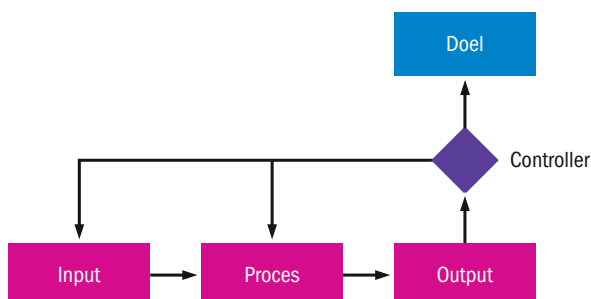 Doel
Controller
Input
Proces
Output